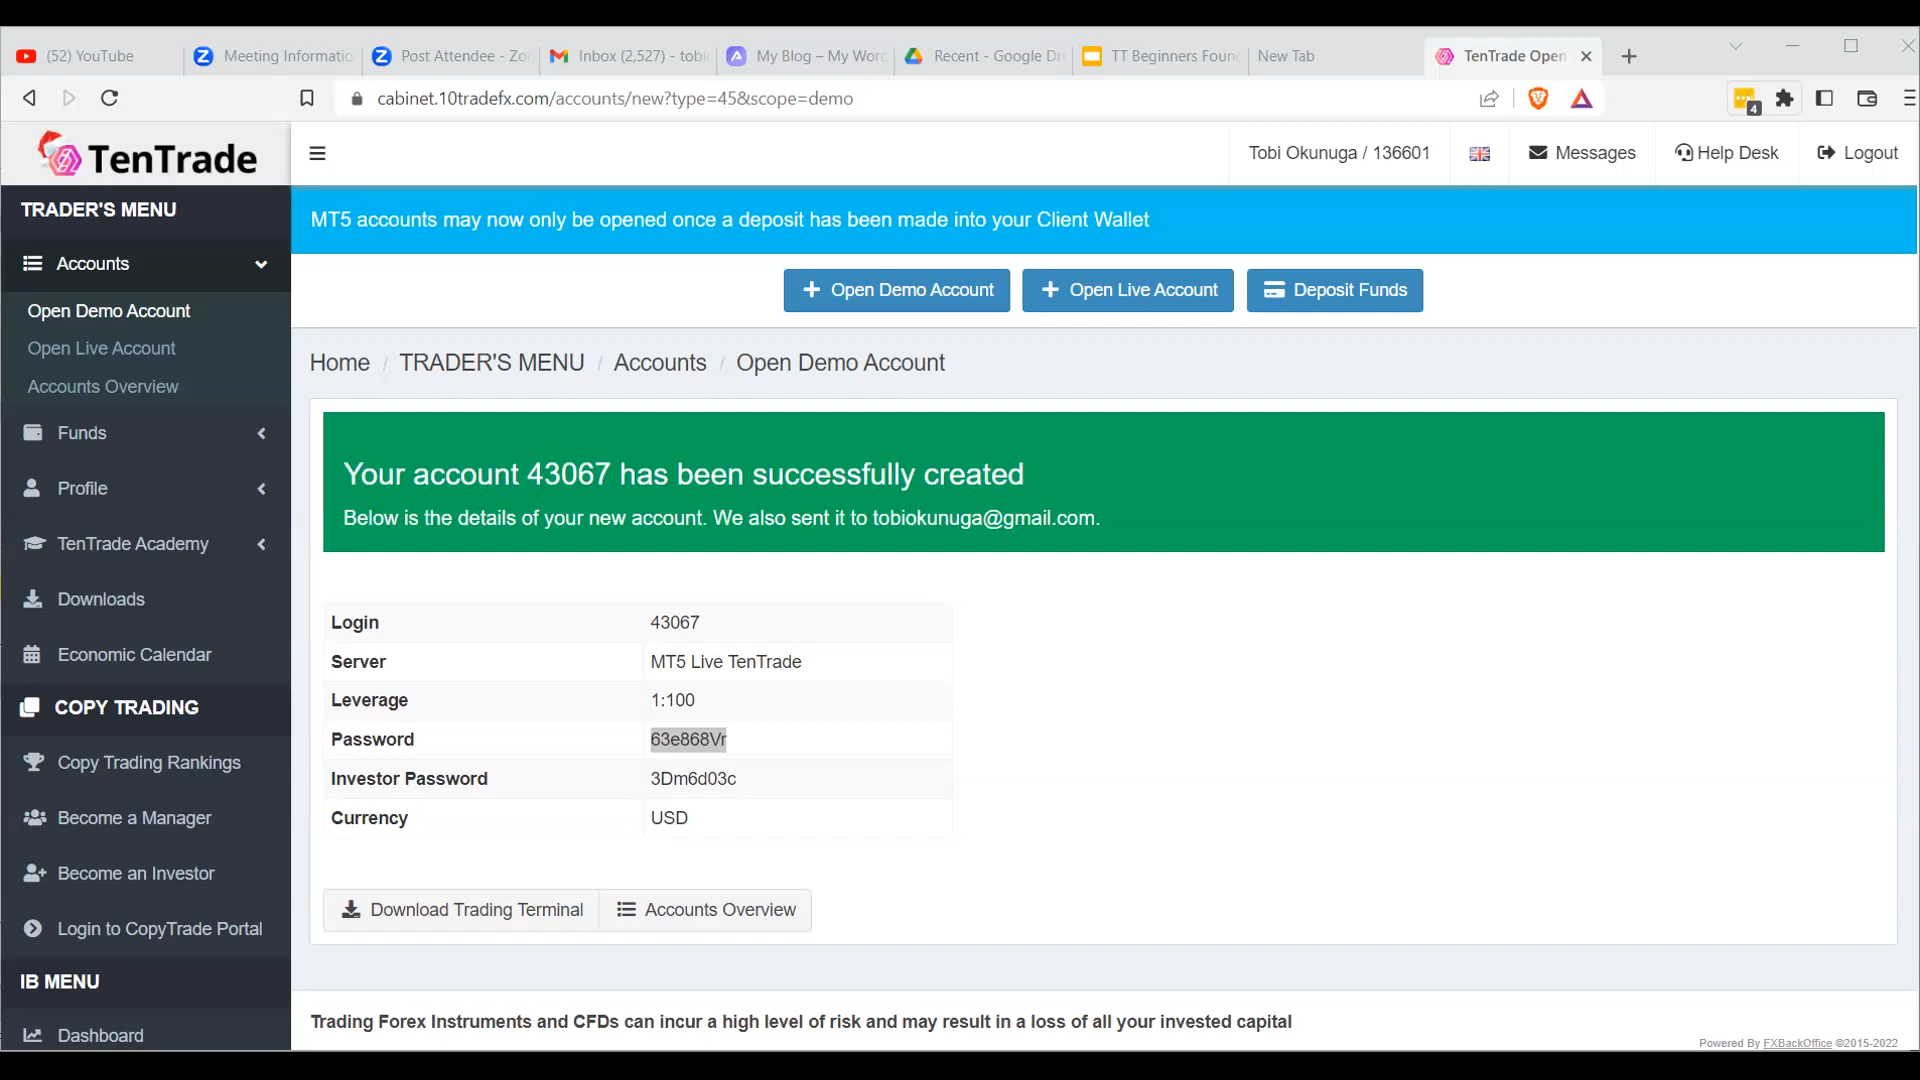 (52) YouTube
Meeting Informatio
Post Attendee - Zo
Inbox (2,527) - tobi
My Blog – My Wor
Recent - Google Dr
TT Beginners Foun
New Tab
TenTrade Open
cabinet.10tradefx.com/accounts/new?type=45&scope=demo
4
TenTrade
Tobi Okunuga / 136601
Messages
Help Desk
Logout
TRADER'S MENU
MT5 accounts may now only be opened once a deposit has been made into your Client Wallet
Accounts
Open Demo Account
Open Live Account
Deposit Funds
Open Demo Account
Open Live Account
Accounts Overview
Home / TRADER'S MENU / Accounts / Open Demo Account
Funds
Profile
TenTrade Academy
Downloads
Economic Calendar
COPY TRADING
Copy Trading Rankings
Become a Manager
Become an Investor
Login to CopyTrade Portal
IB MENU
Dashboard
Your account 43067 has been successfully created
Below is the details of your new account. We also sent it to tobiokunuga@gmail.com.
Login 43067
Server MT5 Live TenTrade
Leverage 1:100
Password 63e868Vr
Investor Password 3Dm6d03c
Currency USD
Download Trading Terminal
Accounts Overview
Trading Forex Instruments and CFDs can incur a high level of risk and may result in a loss of all your invested capital
Powered By FXBackOffice ©2015-2022